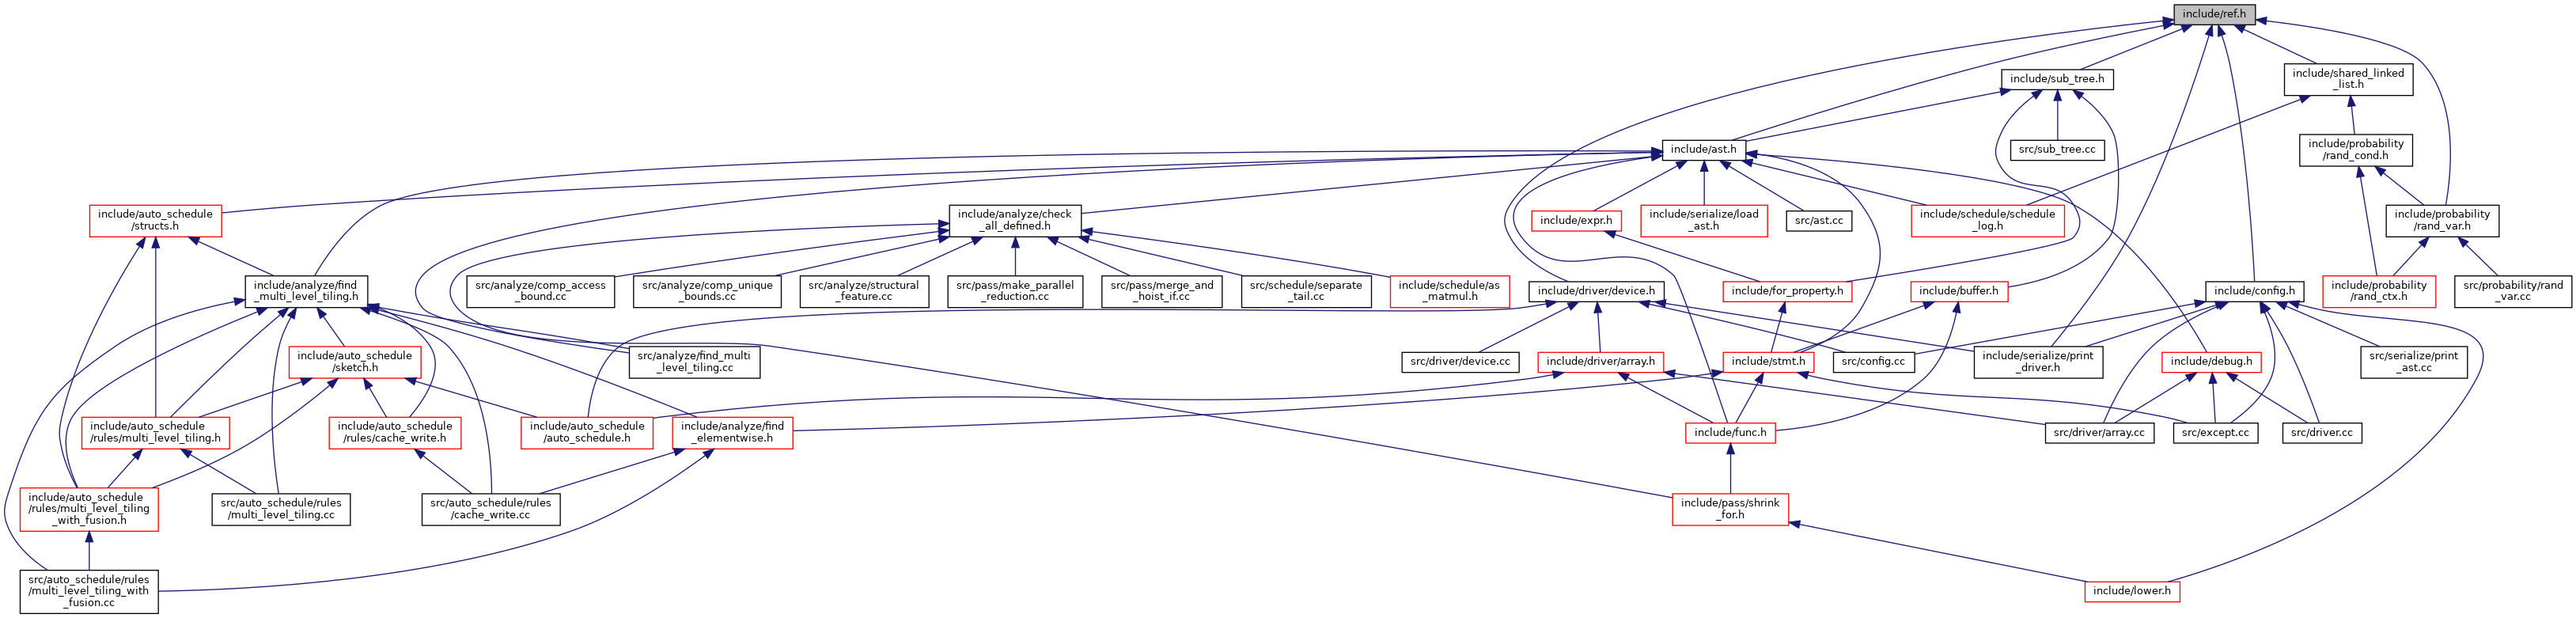 include/ref.h
include/sub_tree.h
include/shared_linked
_list.h
include/ast.h
src/sub_tree.cc
include/probability
/rand_cond.h
include/auto_schedule
/structs.h
include/analyze/check
_all_defined.h
include/expr.h
include/serialize/load
_ast.h
src/ast.cc
include/schedule/schedule
_log.h
include/probability
/rand_var.h
include/analyze/find
_multi_level_tiling.h
src/analyze/comp_access
_bound.cc
src/analyze/comp_unique
_bounds.cc
src/analyze/structural
_feature.cc
src/pass/make_parallel
_reduction.cc
src/pass/merge_and
_hoist_if.cc
src/schedule/separate
_tail.cc
include/schedule/as
_matmul.h
include/driver/device.h
include/for_property.h
include/buffer.h
include/config.h
include/probability
/rand_ctx.h
src/probability/rand
_var.cc
include/auto_schedule
/sketch.h
src/analyze/find_multi
_level_tiling.cc
src/driver/device.cc
include/driver/array.h
include/stmt.h
src/config.cc
include/serialize/print
_driver.h
include/debug.h
src/serialize/print
_ast.cc
include/auto_schedule
/rules/multi_level_tiling.h
include/auto_schedule
/rules/cache_write.h
include/auto_schedule
/auto_schedule.h
include/analyze/find
_elementwise.h
include/func.h
src/driver/array.cc
src/except.cc
src/driver.cc
include/auto_schedule
/rules/multi_level_tiling
_with_fusion.h
src/auto_schedule/rules
/multi_level_tiling.cc
src/auto_schedule/rules
/cache_write.cc
include/pass/shrink
_for.h
src/auto_schedule/rules
/multi_level_tiling_with
_fusion.cc
include/lower.h